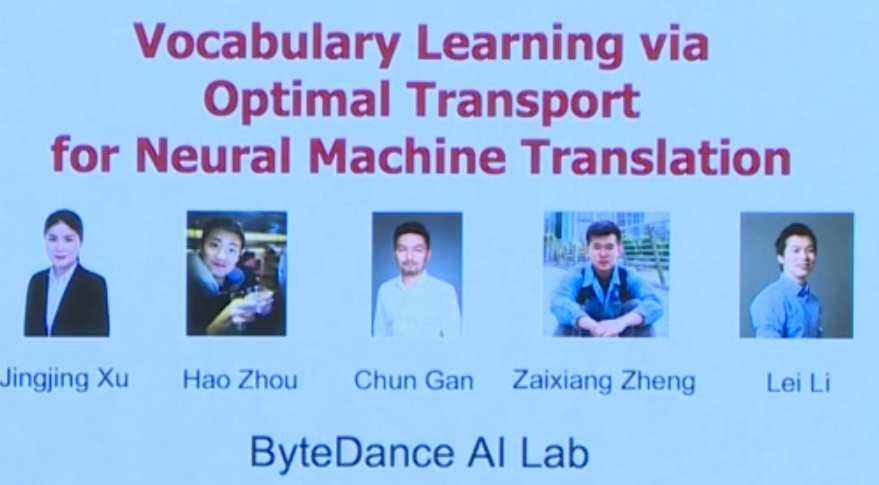 Vocabulary Learning via
Optimal Transport
for Neural Machine Translation
Jingjing Xu
Hao Zhou
Chun Gan
Zaixiang Zheng
Lei Li
ByteDance AI Lab